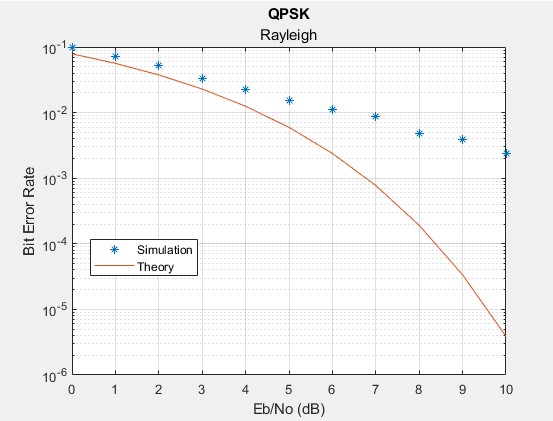 QPSK
Rayleigh
10-1
10-2
10-3
10-4
10-5
10-6
Bit Error Rate
Simulation
Theory
0 1 2 3 4 5 6 7 8 9 10
Eb/No (dB)